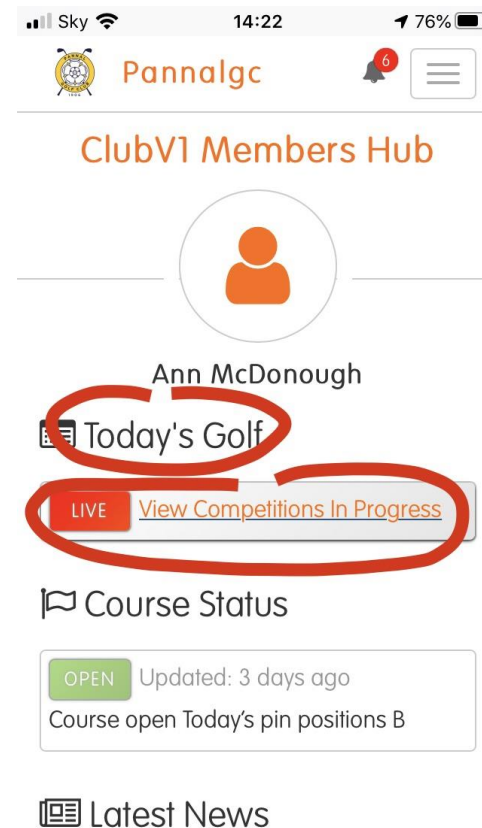 Sky 14:22 76%
Pannalgc 6
ClubV1 Members Hub
Ann McDonough
Today's Golf
LIVE View Competitions In Progress
Course Status
OPEN Updated: 3 days ago
Course open Today's pin positions B
Latest News